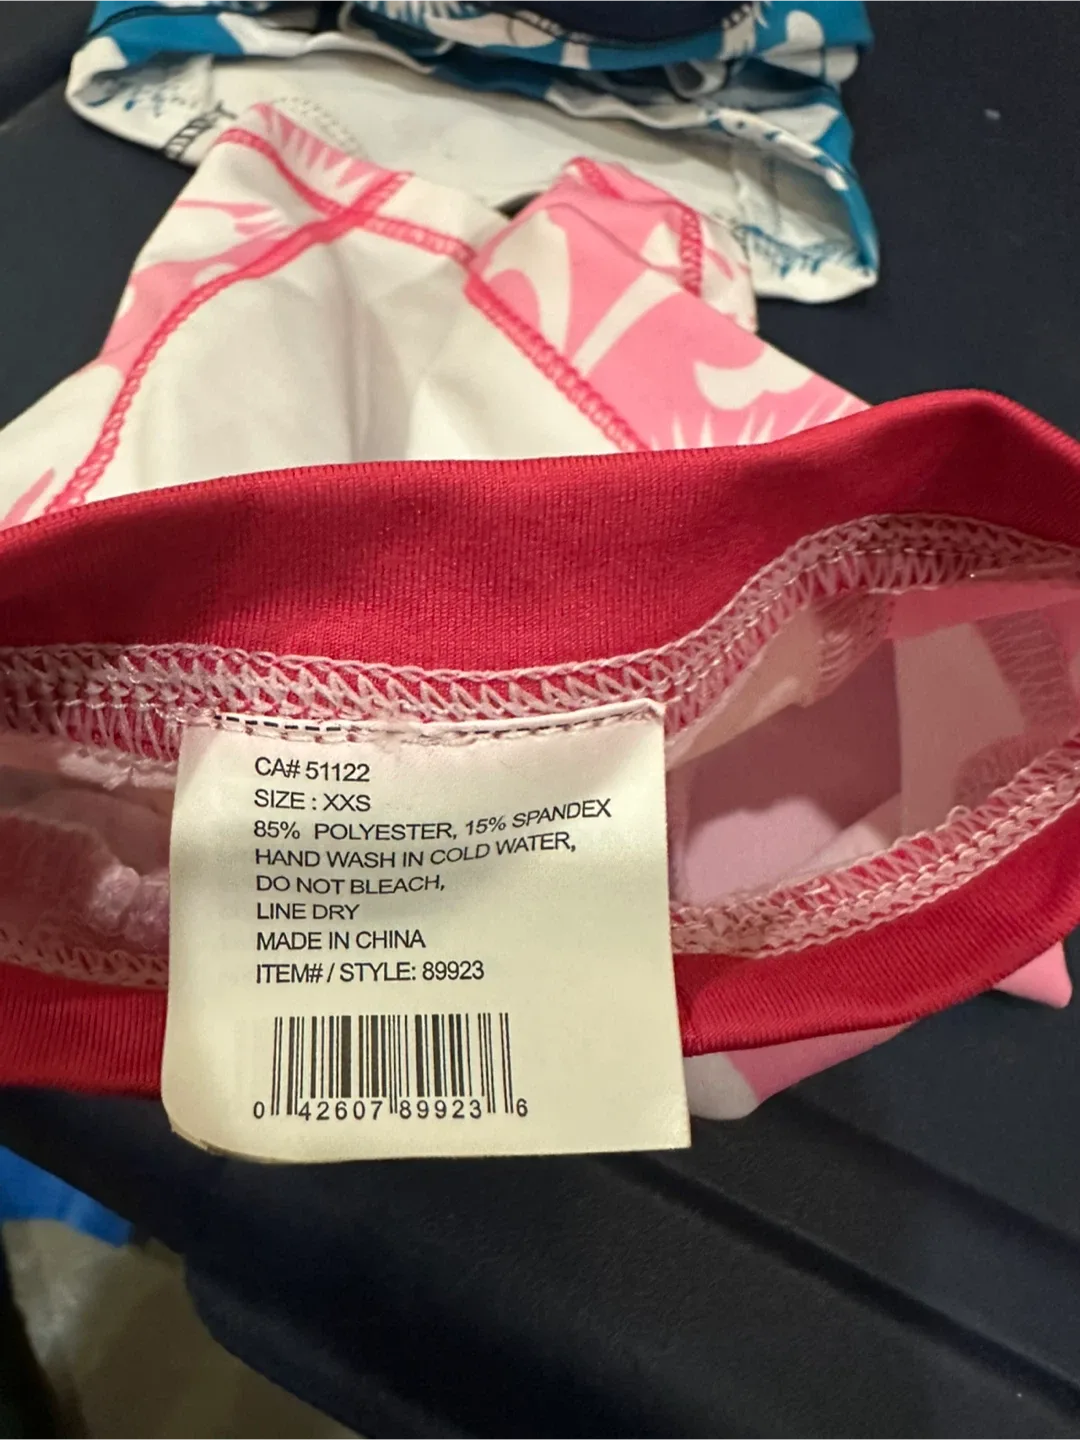 CA# 51122
SIZE : XXS
85% POLYESTER, 15% SPANDEX
HAND WASH IN COLD WATER,
DO NOT BLEACH,
LINE DRY
MADE IN CHINA
ITEM# / STYLE: 89923
0 42607 89923 6